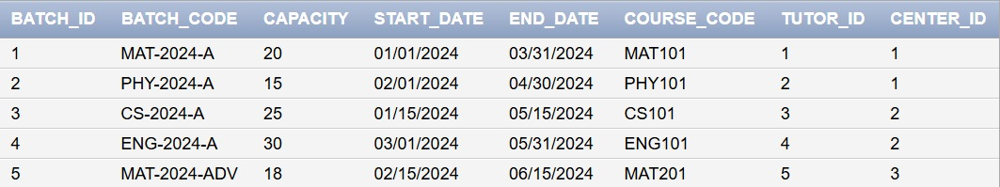 BATCH_ID BATCH_CODE CAPACITY START_DATE END_DATE COURSE_CODE TUTOR_ID CENTER_ID
1 MAT-2024-A 20 01/01/2024 03/31/2024 MAT101 1 1
2 PHY-2024-A 15 02/01/2024 04/30/2024 PHY101 2 1
3 CS-2024-A 25 01/15/2024 05/15/2024 CS101 3 2
4 ENG-2024-A 30 03/01/2024 05/31/2024 ENG101 4 2
5 MAT-2024-ADV 18 02/15/2024 06/15/2024 MAT201 5 3